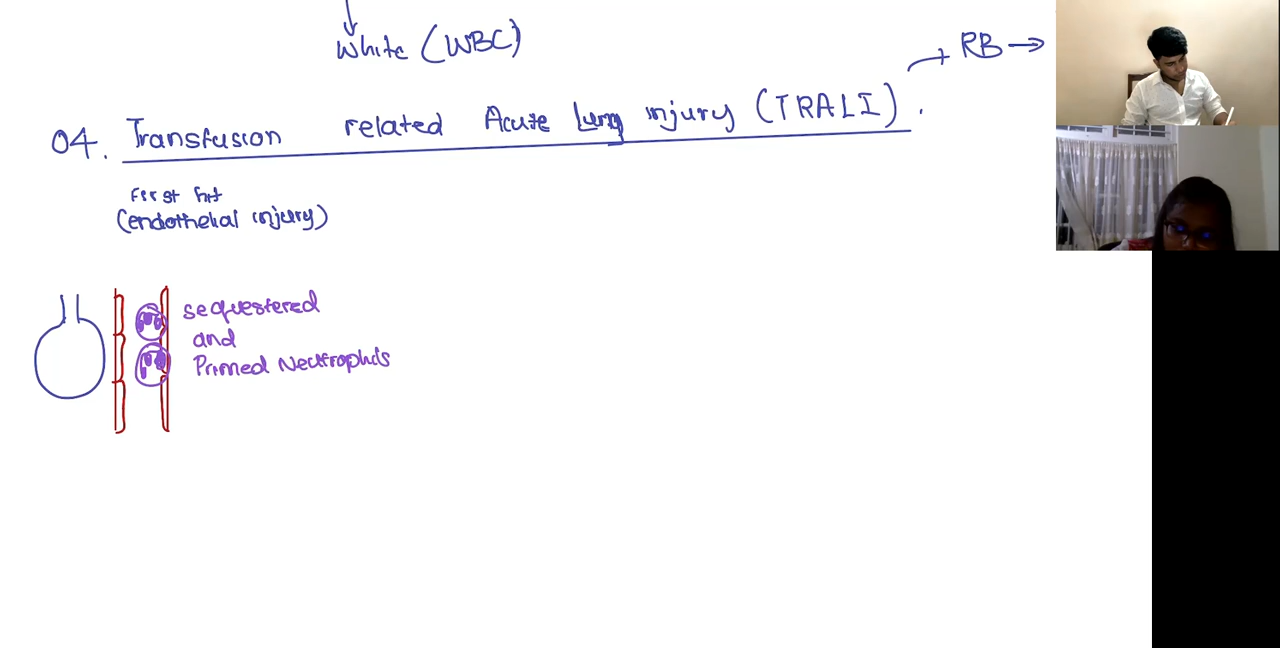 White (WBC)
→ RB →
04. Transfusion related Acute Lung injury (TRALI).
First hit
(endothelial injury)
sequestered
and
Primed Neutrophils